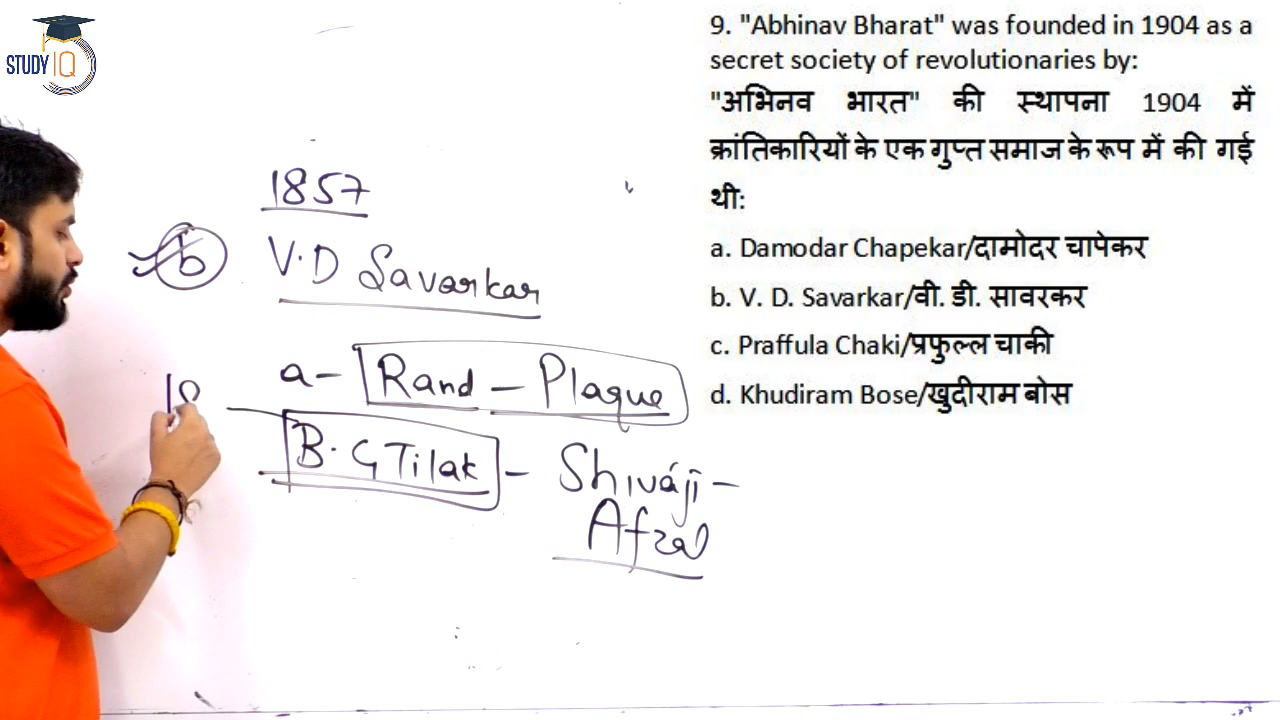 STUDY IQ
9. "Abhinav Bharat" was founded in 1904 as a
secret society of revolutionaries by:
"अभिनव भारत" की स्थापना 1904 में
क्रांतिकारियों के एक गुप्त समाज के रूप में की गई
थी:
a. Damodar Chapekar/दामोदर चापेकर
b. V. D. Savarkar/वी. डी. सावरकर
c. Praffula Chaki/प्रफुल्ल चाकी
d. Khudiram Bose/खुदीराम बोस
1857
b V.D Savarkar
a- Rand - Plaque
18
B.G Tilak - Shivaji -
Afzal